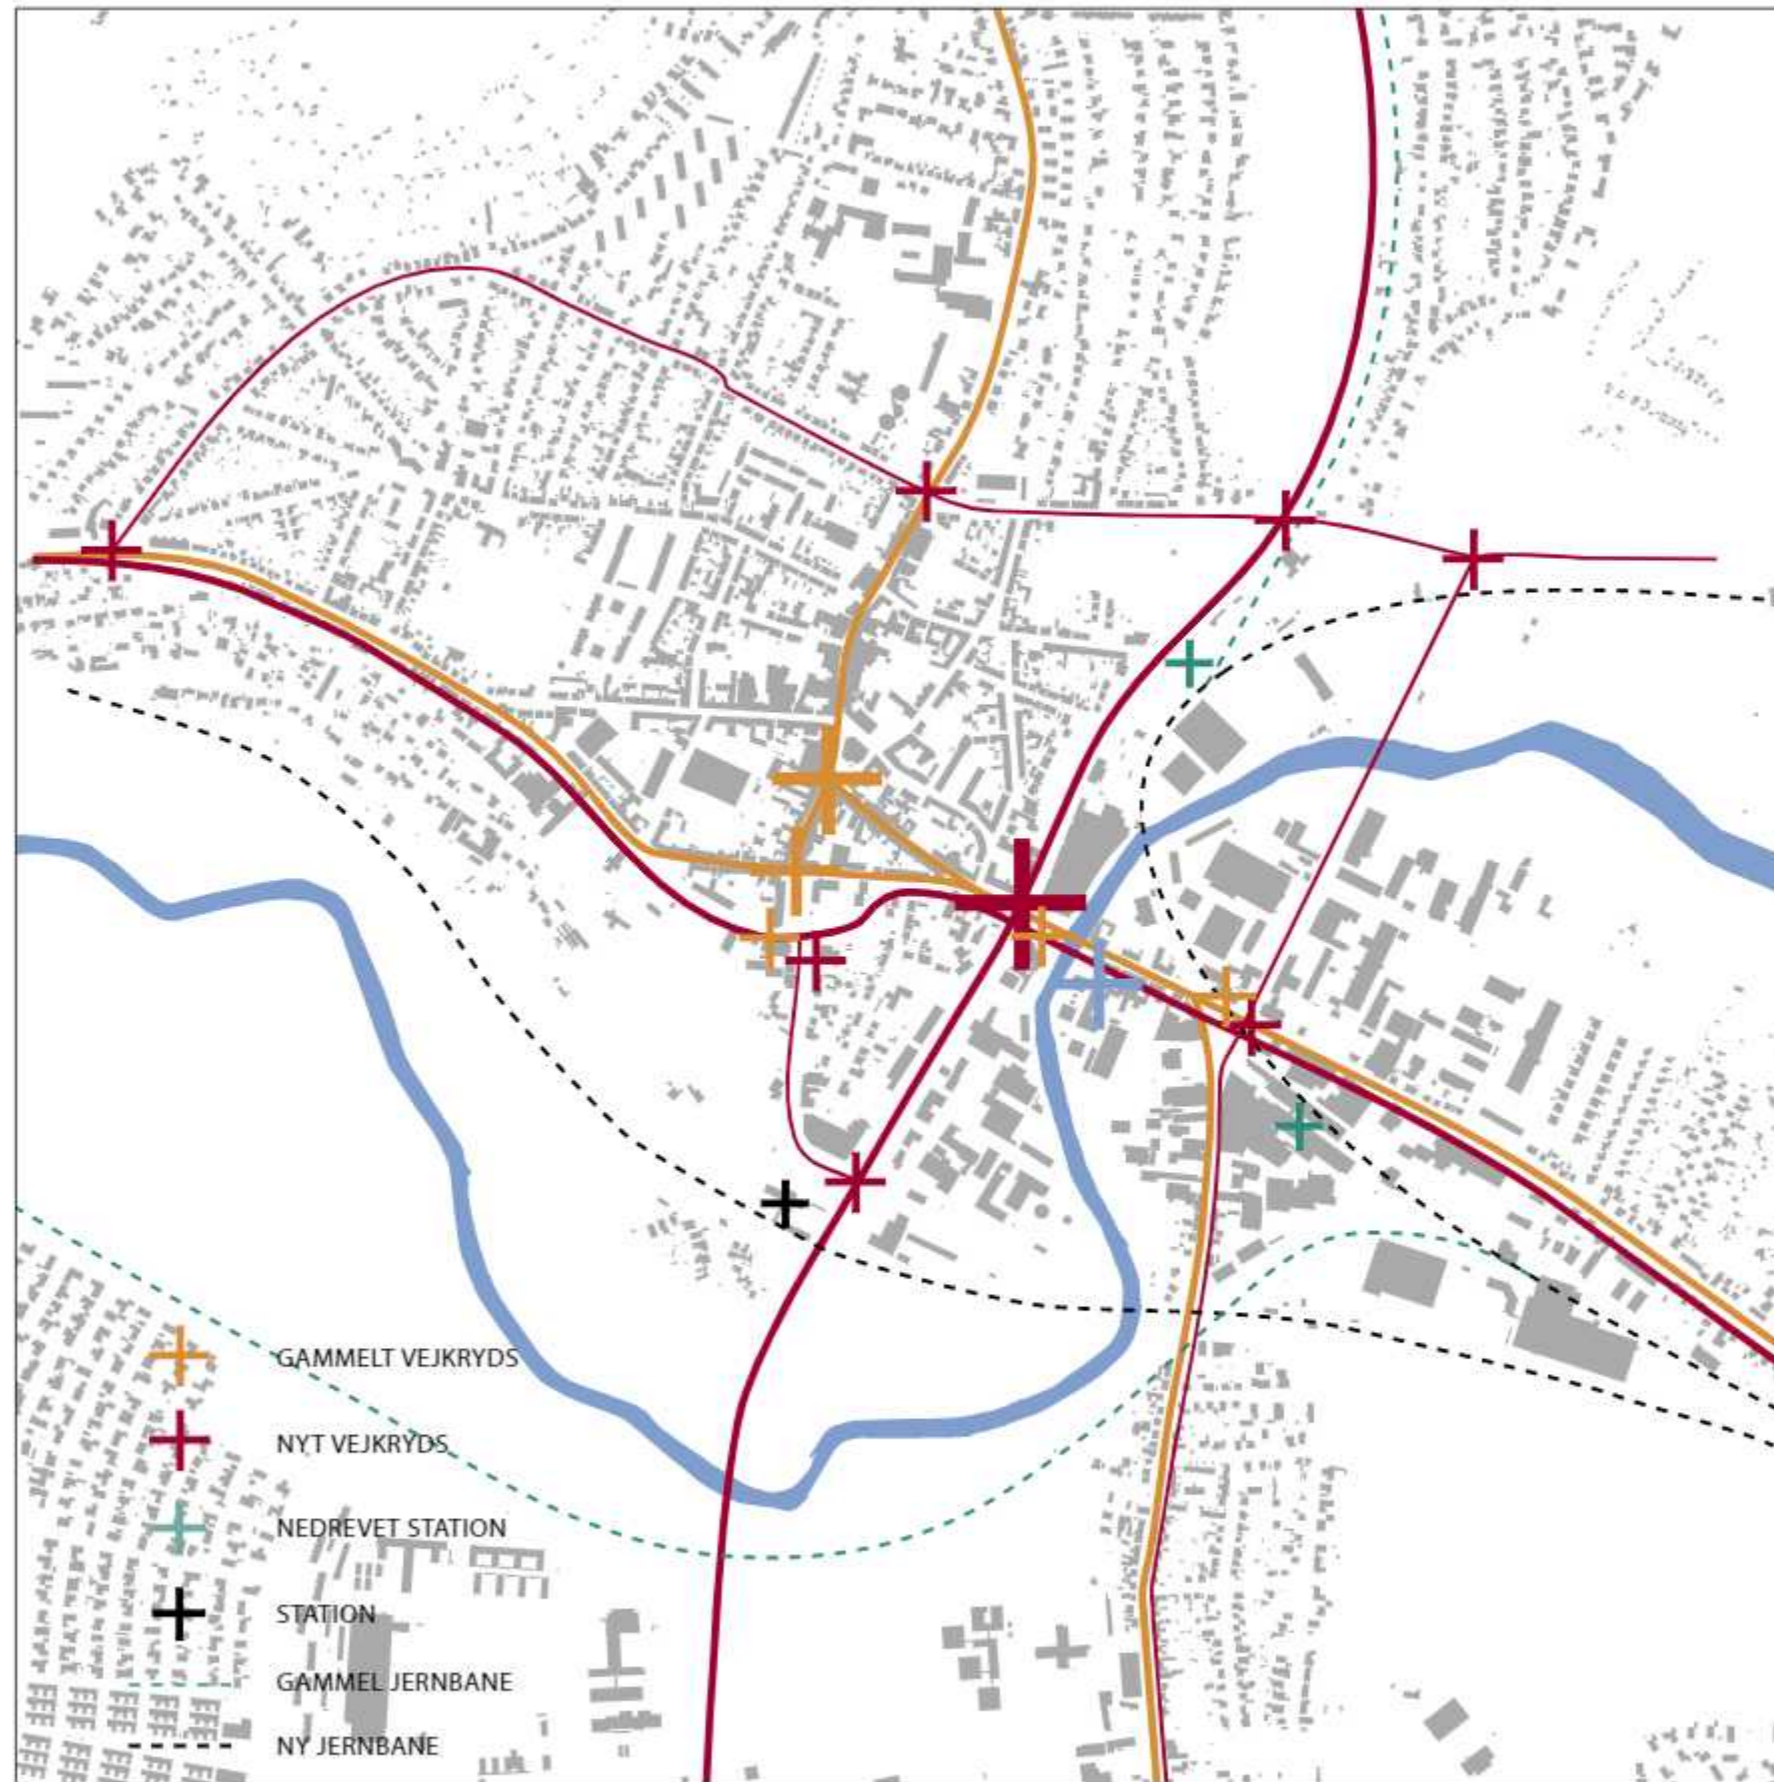 GAMMELT VEJKRYDS
NYT VEJKRYDS
NEDREVET STATION
STATION
GAMMEL JERNBANE
NY JERNBANE